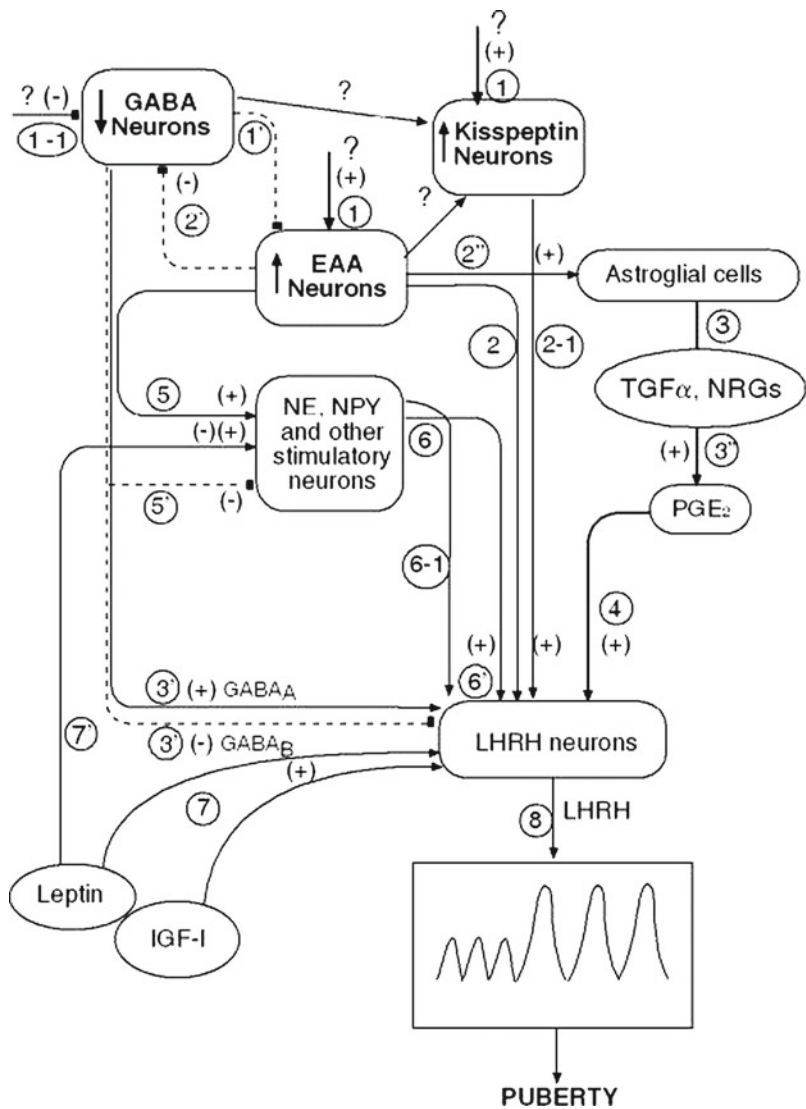 ?
(+)
1
? (-)
1-1
GABA
Neurons
?
1'
Kisspeptin
Neurons
(-)
2'
?
(+)
1
?
EAA
Neurons
2''
(+)
Astroglial cells
2
2-1
3
TGFα, NRGs
5
(+)
(-)(+)
NE, NPY
and other
stimulatory
neurons
6
(+)
3''
5'
(-)
PGE₂
6-1
4
(+)
(+)
(+)
6'
3' (+) GABA_A
3' (-) GABA_B
7'
(+)
7
LHRH neurons
8
LHRH
Leptin
IGF-I
PUBERTY